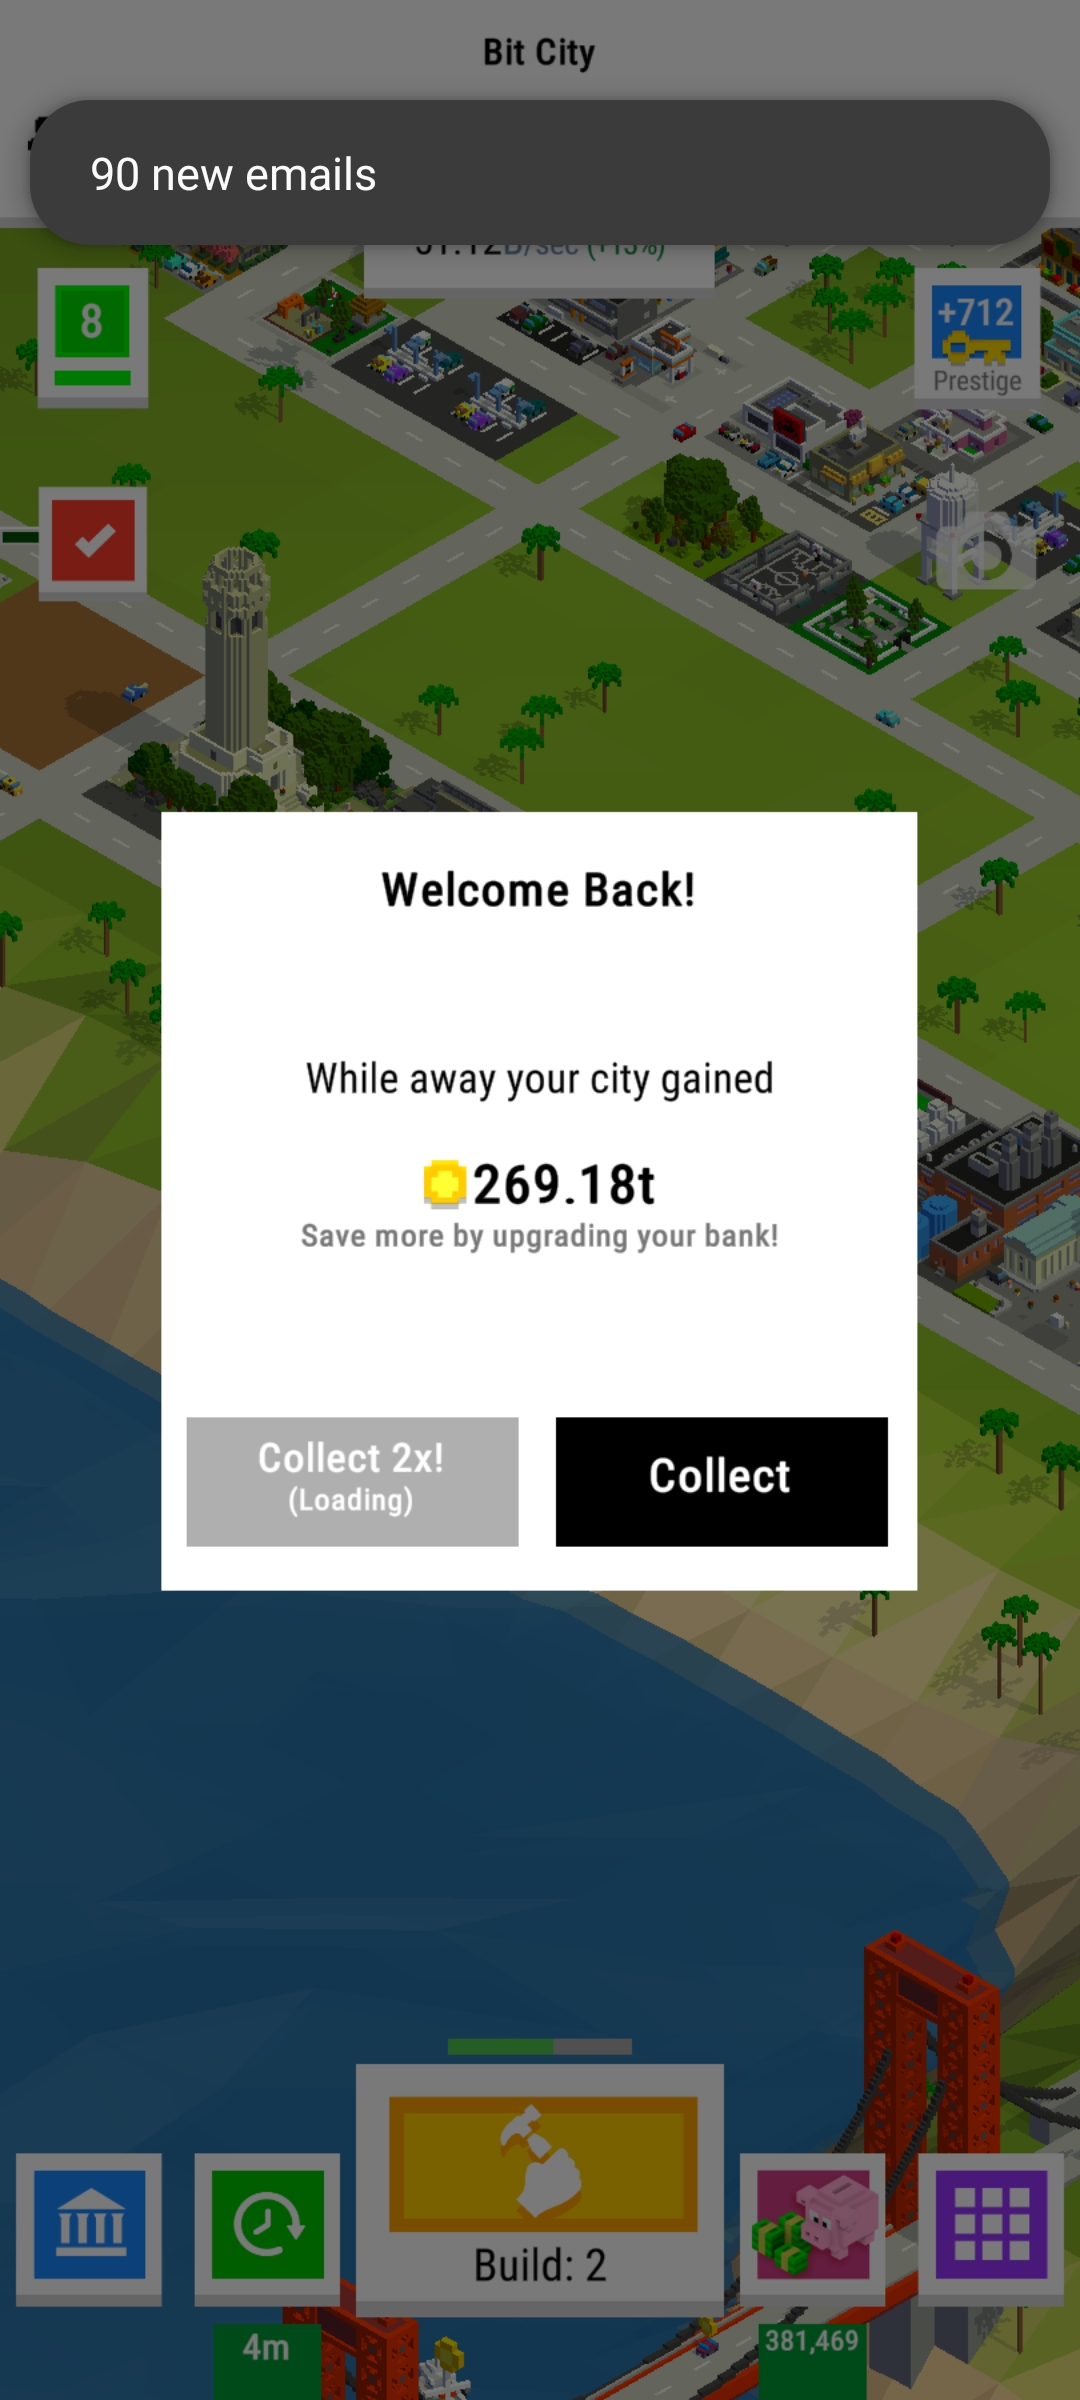 Bit City
90 new emails
8
+712
Prestige
Welcome Back!
While away your city gained
269.18t
Save more by upgrading your bank!
Collect 2x!
(Loading)
Collect
Build: 2
4m
381,469